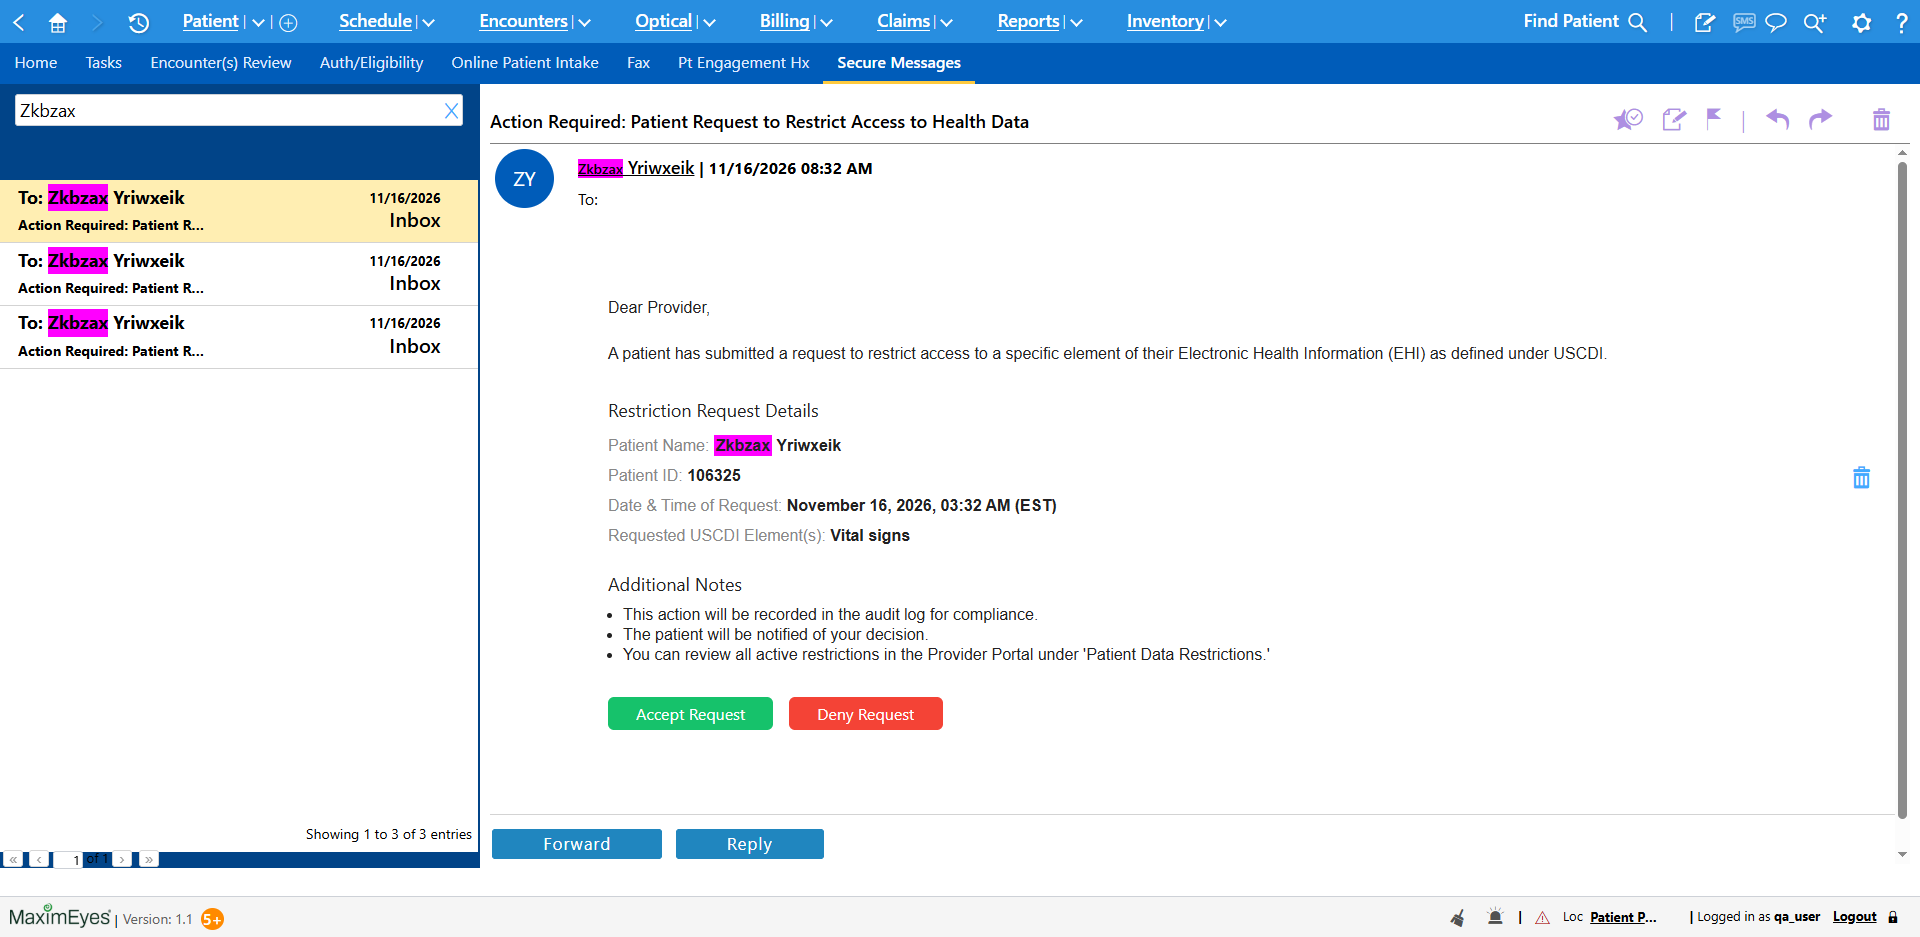 Patient
Schedule
Encounters
Optical
Billing
Claims
Reports
Inventory
Find Patient
SMS
?
Home
Tasks
Encounter(s) Review
Auth/Eligibility
Online Patient Intake
Fax
Pt Engagement Hx
Secure Messages
Zkbzax
To: Zkbzax Yriwxeik 11/16/2026
Action Required: Patient R... Inbox
To: Zkbzax Yriwxeik 11/16/2026
Action Required: Patient R... Inbox
To: Zkbzax Yriwxeik 11/16/2026
Action Required: Patient R... Inbox
Showing 1 to 3 of 3 entries
« ‹ 1 of 1 › »
Action Required: Patient Request to Restrict Access to Health Data
ZY
Zkbzax Yriwxeik | 11/16/2026 08:32 AM
To:
Dear Provider,
A patient has submitted a request to restrict access to a specific element of their Electronic Health Information (EHI) as defined under USCDI.
Restriction Request Details
Patient Name: Zkbzax Yriwxeik
Patient ID: 106325
Date & Time of Request: November 16, 2026, 03:32 AM (EST)
Requested USCDI Element(s): Vital signs
Additional Notes
• This action will be recorded in the audit log for compliance.
• The patient will be notified of your decision.
• You can review all active restrictions in the Provider Portal under 'Patient Data Restrictions.'
Accept Request
Deny Request
Forward
Reply
MaximEyes | Version: 1.1 5+
| Loc Patient P... | Logged in as qa_user Logout